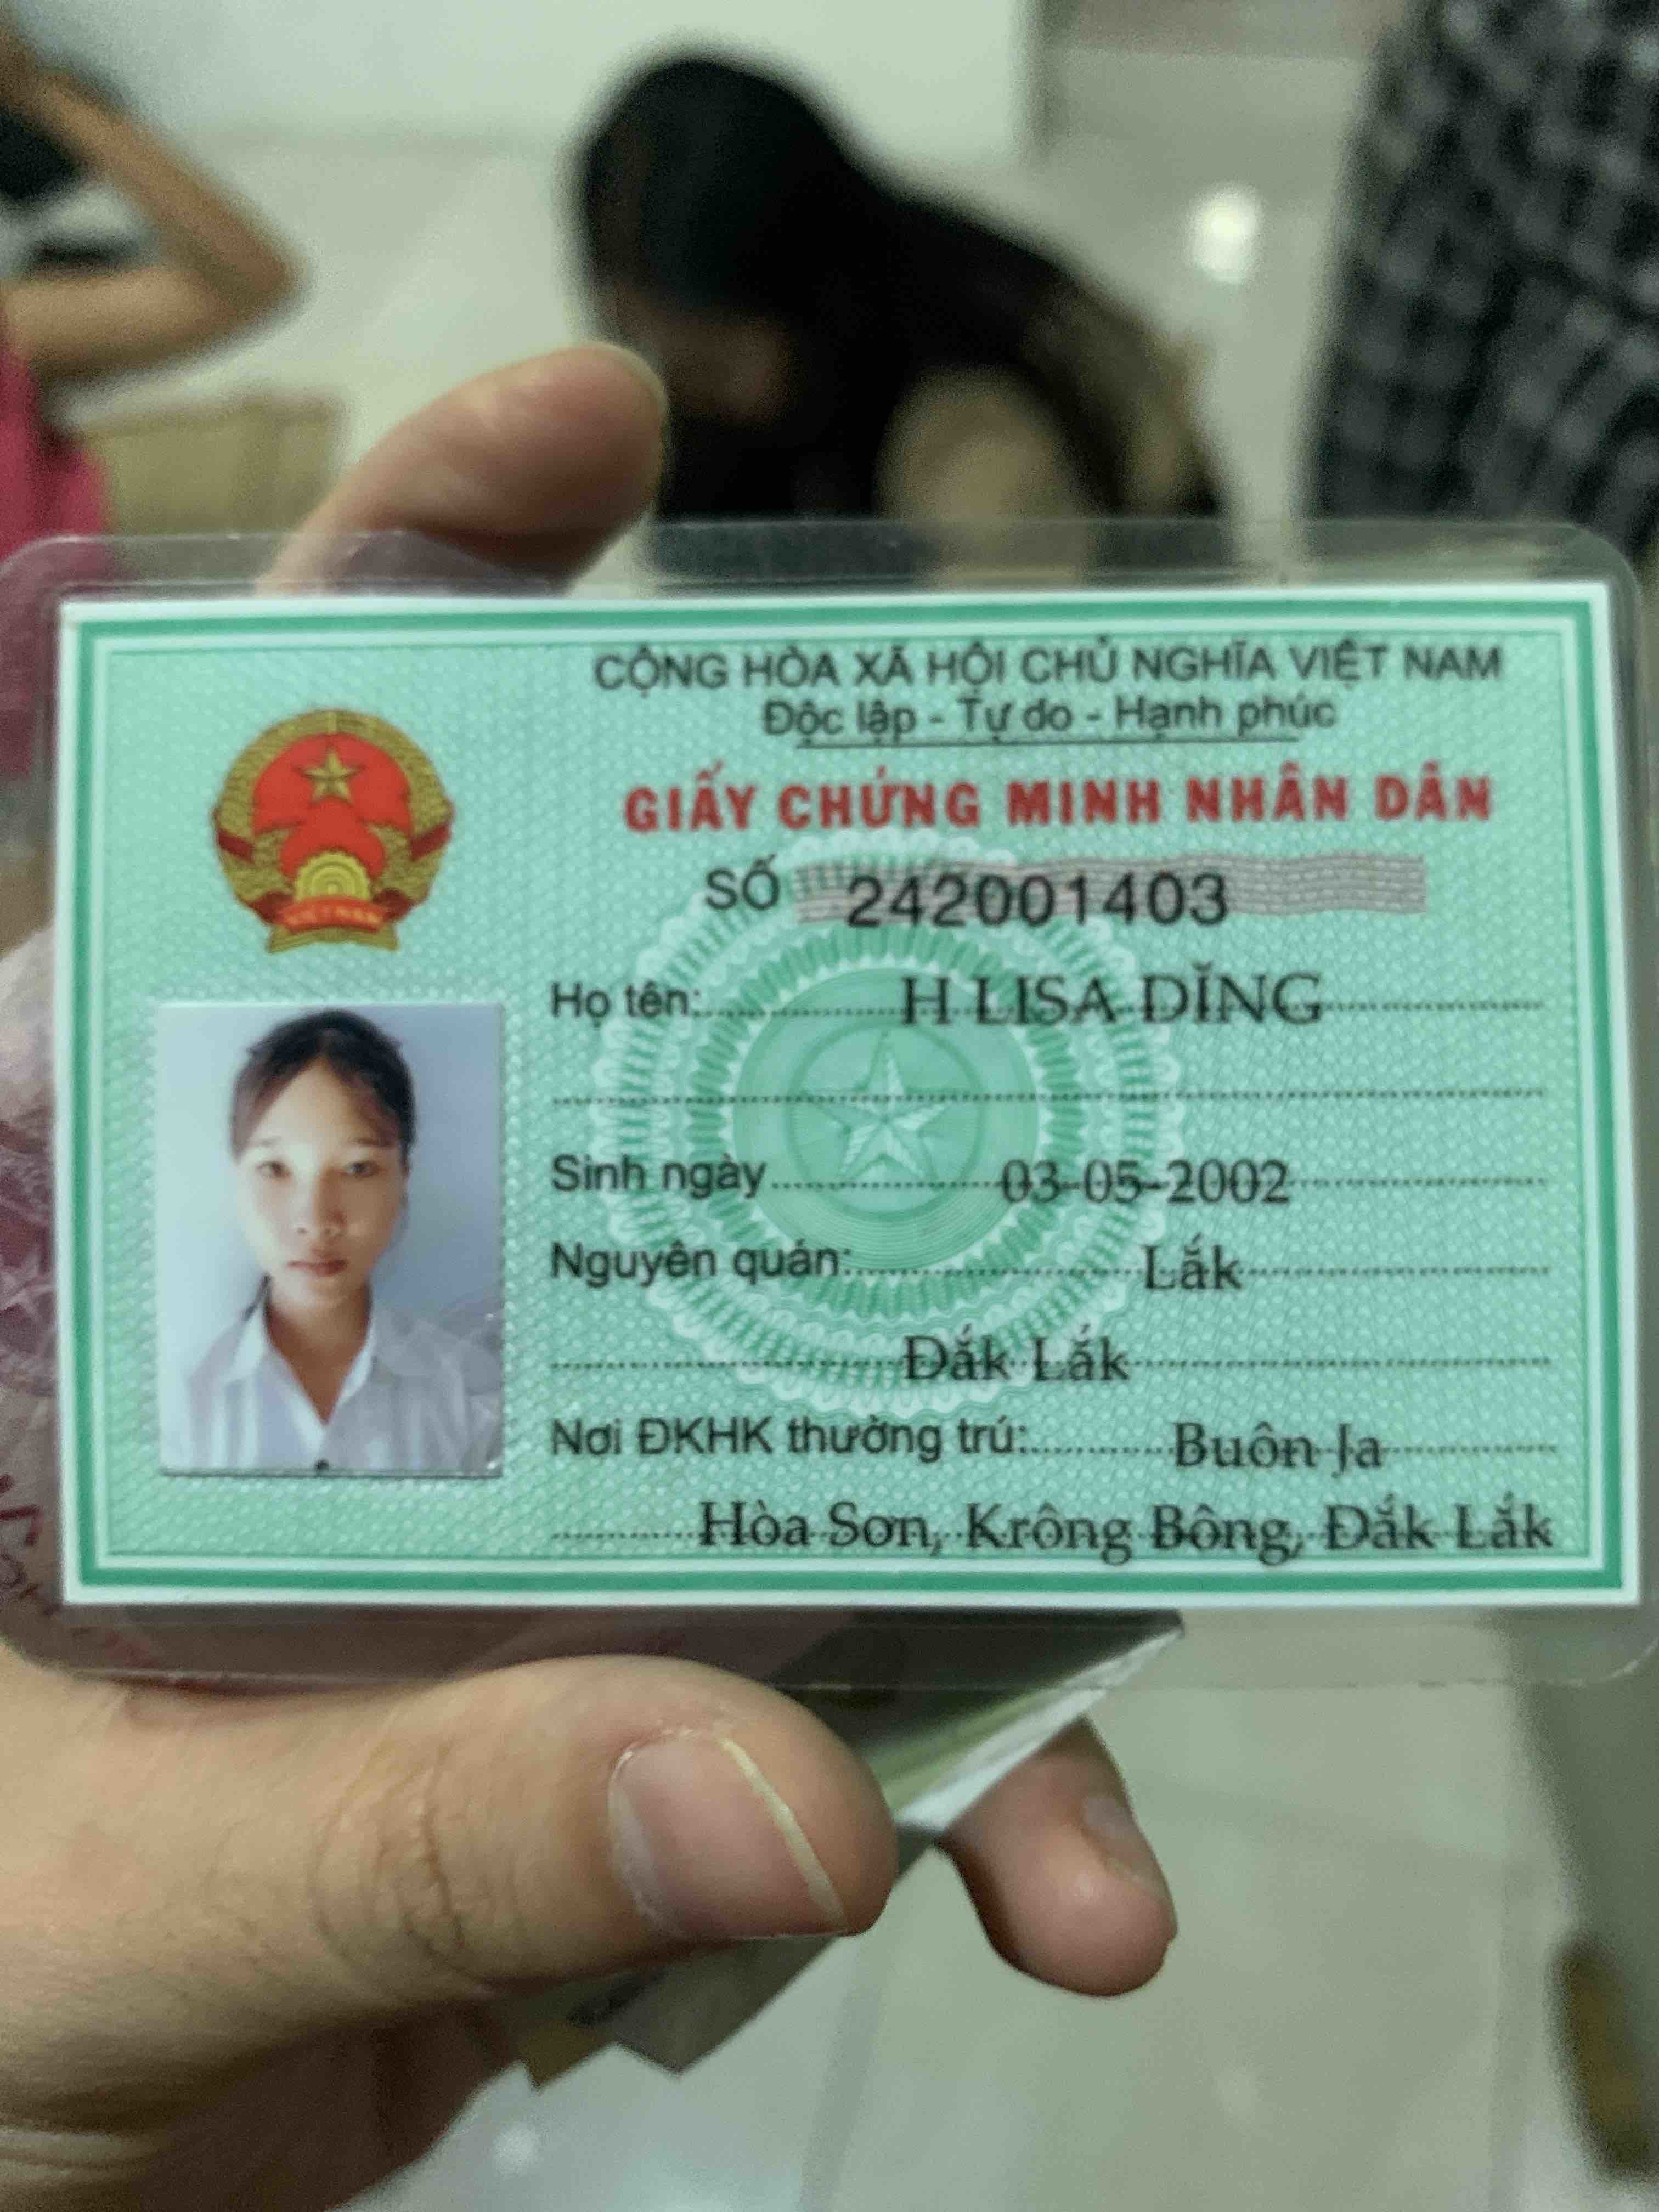 CỘNG HÒA XÃ HỘI CHỦ NGHĨA VIỆT NAM
Độc lập - Tự do - Hạnh phúc
GIẤY CHỨNG MINH NHÂN DÂN
SỐ 242001403
VIET NAM
Họ tên: H LISA DĬNG
Sinh ngày 03-05-2002
Nguyên quán: Lắk
Đắk Lắk
Nơi ĐKHK thường trú: Buôn Ja
Hòa Sơn, Krông Bông, Đắk Lắk